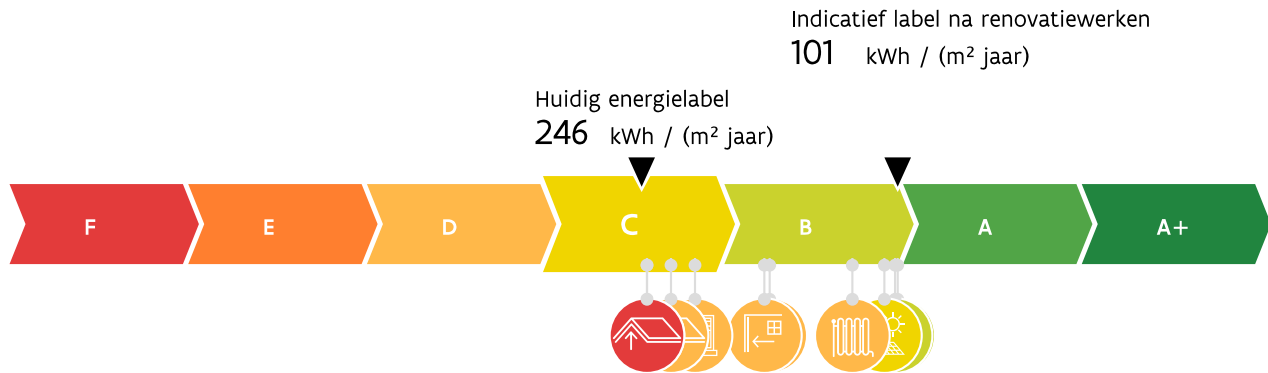 Indicatief label na renovatiewerken
101 kWh / (m² jaar)
Huidig energielabel
246 kWh / (m² jaar)
F E D C B A A+